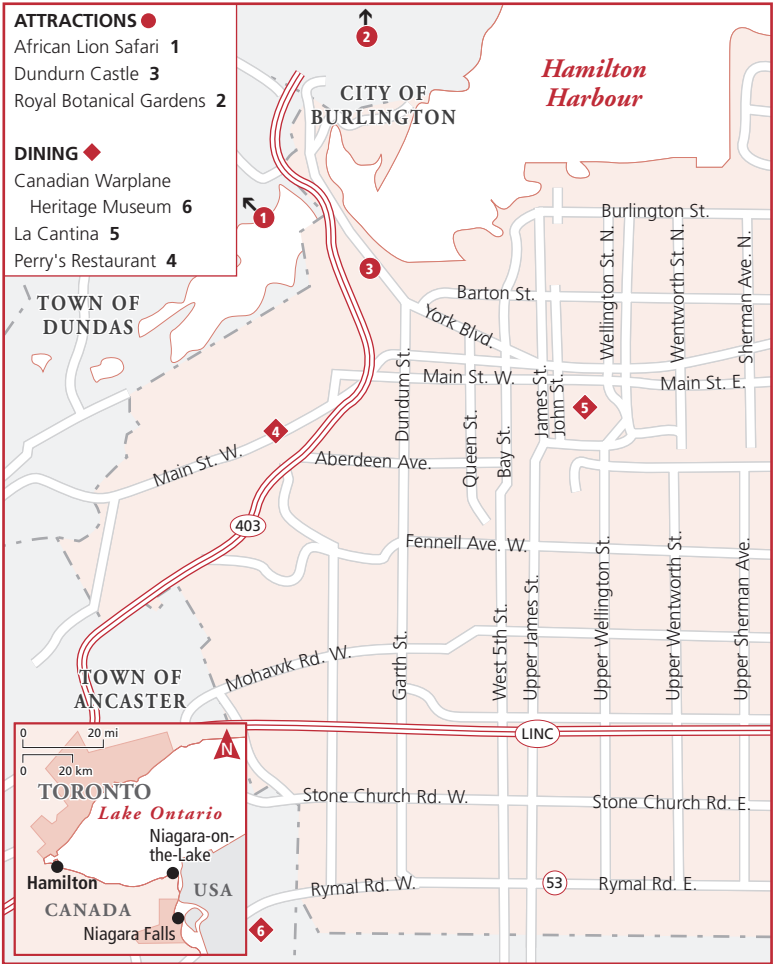 ATTRACTIONS
African Lion Safari 1
Dundurn Castle 3
Royal Botanical Gardens 2
DINING
Canadian Warplane
Heritage Museum 6
La Cantina 5
Perry's Restaurant 4
2
CITY OF
BURLINGTON
Hamilton
Harbour
1
3
TOWN OF
DUNDAS
Burlington St.
Barton St.
York Blvd.
Wellington St. N.
Wentworth St. N.
Sherman Ave. N.
Main St. W.
Main St. E.
Dundum St.
Queen St.
Bay St.
James St.
John St.
5
4
Main St. W.
Aberdeen Ave.
403
Fennell Ave. W.
Garth St.
West 5th St.
Upper James St.
Upper Wellington St.
Upper Wentworth St.
Upper Sherman Ave.
Mohawk Rd. W.
TOWN OF
ANCASTER
LINC
Stone Church Rd. W.
Stone Church Rd. E.
Rymal Rd. W.
53
Rymal Rd. E.
6
0 20 mi
0 20 km
N
TORONTO
Lake Ontario
Niagara-on-
the-Lake
Hamilton
USA
CANADA
Niagara Falls